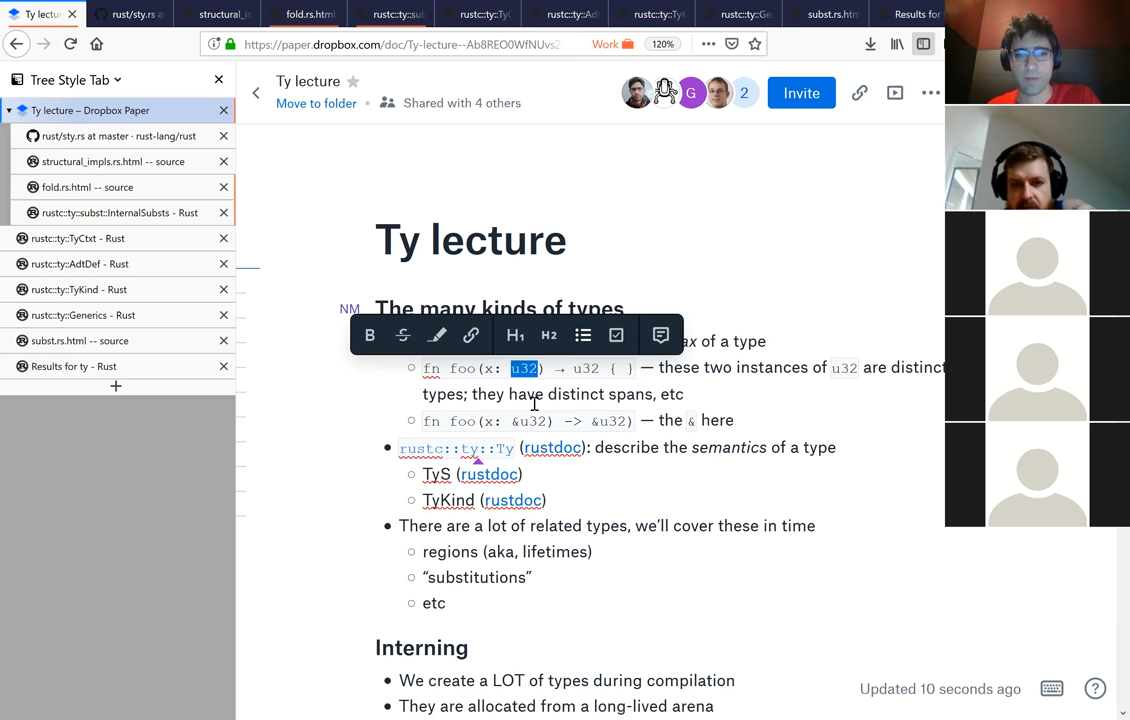 Ty lectur
rust/sty.rs a
structural_in
fold.rs.html
rustc::ty::sub
rustc::ty::TyC
rustc::ty::Adt
rustc::ty::TyK
rustc::ty::Ge
subst.rs.htm
Results for
https://paper.dropbox.com/doc/Ty-lecture--Ab8REO0WfNUvsZ
Work
120%
Tree Style Tab
Ty lecture – Dropbox Paper
rust/sty.rs at master · rust-lang/rust
structural_impls.rs.html -- source
fold.rs.html -- source
rustc::ty::subst::InternalSubsts - Rust
rustc::ty::TyCtxt - Rust
rustc::ty::AdtDef - Rust
rustc::ty::TyKind - Rust
rustc::ty::Generics - Rust
subst.rs.html -- source
Results for ty - Rust
Ty lecture
Move to folder
Shared with 4 others
G
2
Invite
Ty lecture
NM
The many kinds of types
B S H1 H2
ax of a type
fn foo(x: u32) → u32 { } — these two instances of u32 are distinct
types; they have distinct spans, etc
fn foo(x: &u32) -> &u32) — the & here
rustc::ty::Ty (rustdoc): describe the semantics of a type
TyS (rustdoc)
TyKind (rustdoc)
There are a lot of related types, we’ll cover these in time
regions (aka, lifetimes)
“substitutions”
etc
Interning
We create a LOT of types during compilation
They are allocated from a long-lived arena
Updated 10 seconds ago
?